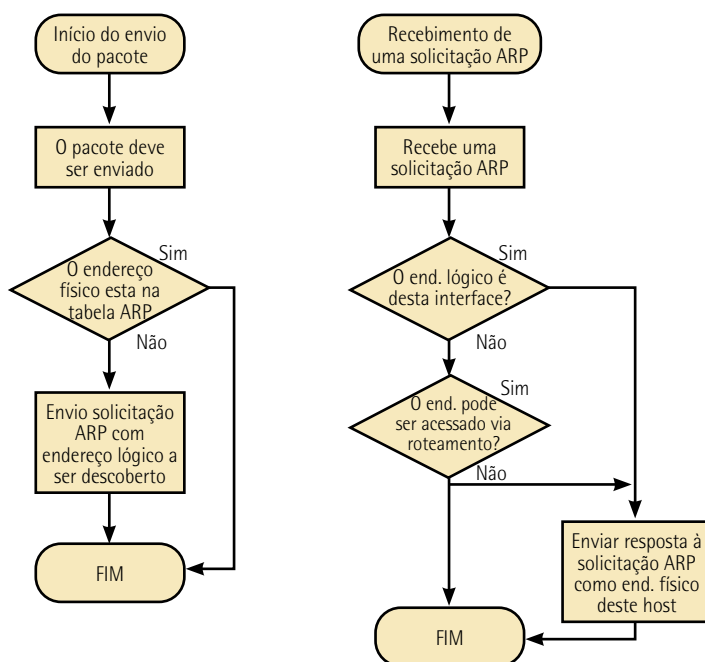 Início do envio
do pacote
O pacote deve
ser enviado
Sim
O endereço
físico esta na
tabela ARP
Não
Envio solicitação
ARP com
endereço lógico a
ser descoberto
FIM
Recebimento de
uma solicitação ARP
Recebe uma
solicitação ARP
Sim
O end. lógico é
desta interface?
Não
Sim
O end. pode
ser acessado via
roteamento?
Não
Enviar resposta à
solicitação ARP
como end. físico
deste host
FIM